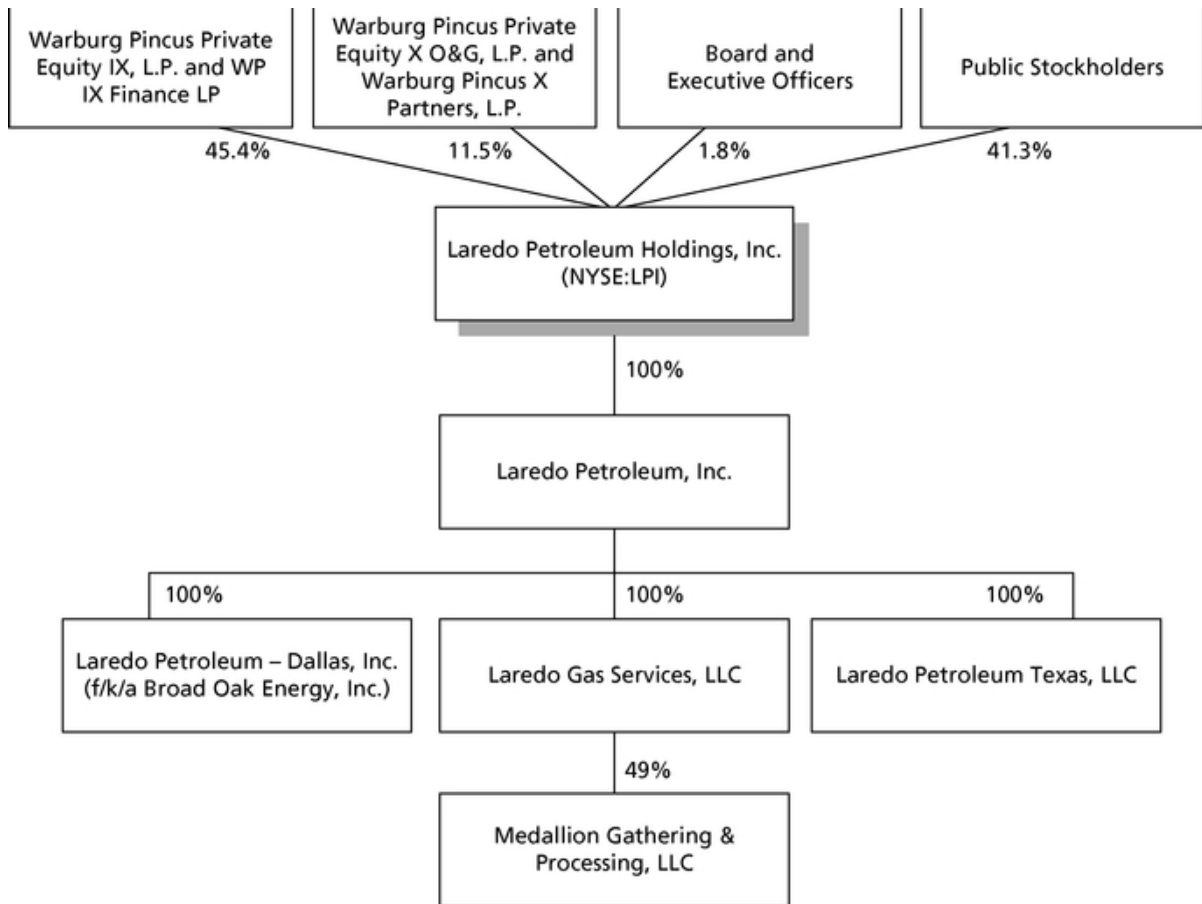 Warburg Pincus Private
Equity IX, L.P. and WP
IX Finance LP
Warburg Pincus Private
Equity X O&G, L.P. and
Warburg Pincus X
Partners, L.P.
Board and
Executive Officers
Public Stockholders
45.4%
11.5%
1.8%
41.3%
Laredo Petroleum Holdings, Inc.
(NYSE:LPI)
100%
Laredo Petroleum, Inc.
100%
100%
100%
Laredo Petroleum – Dallas, Inc.
(f/k/a Broad Oak Energy, Inc.)
Laredo Gas Services, LLC
Laredo Petroleum Texas, LLC
49%
Medallion Gathering &
Processing, LLC